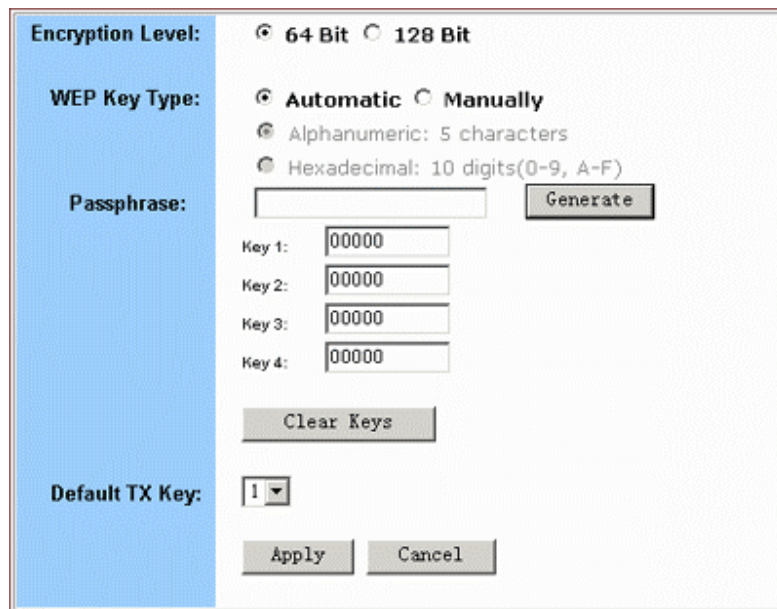 Encryption Level: 64 Bit 128 Bit
WEP Key Type: Automatic Manually
Alphanumeric: 5 characters
Hexadecimal: 10 digits(0-9, A-F)
Passphrase: Generate
Key 1: 00000
Key 2: 00000
Key 3: 00000
Key 4: 00000
Clear Keys
Default TX Key: 1
Apply Cancel